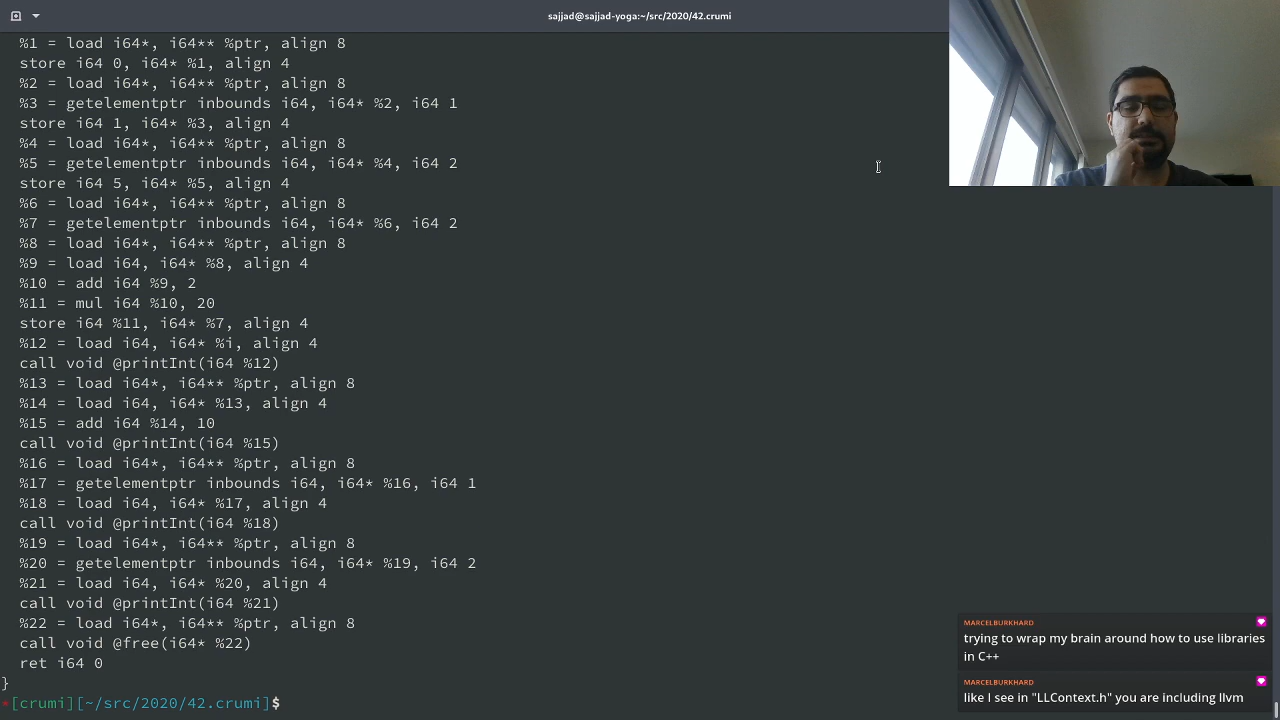 sajjad@sajjad-yoga:~/src/2020/42.crumi
%1 = load i64*, i64** %ptr, align 8
store i64 0, i64* %1, align 4
%2 = load i64*, i64** %ptr, align 8
%3 = getelementptr inbounds i64, i64* %2, i64 1
store i64 1, i64* %3, align 4
%4 = load i64*, i64** %ptr, align 8
%5 = getelementptr inbounds i64, i64* %4, i64 2
store i64 5, i64* %5, align 4
%6 = load i64*, i64** %ptr, align 8
%7 = getelementptr inbounds i64, i64* %6, i64 2
%8 = load i64*, i64** %ptr, align 8
%9 = load i64, i64* %8, align 4
%10 = add i64 %9, 2
%11 = mul i64 %10, 20
store i64 %11, i64* %7, align 4
%12 = load i64, i64* %i, align 4
call void @printInt(i64 %12)
%13 = load i64*, i64** %ptr, align 8
%14 = load i64, i64* %13, align 4
%15 = add i64 %14, 10
call void @printInt(i64 %15)
%16 = load i64*, i64** %ptr, align 8
%17 = getelementptr inbounds i64, i64* %16, i64 1
%18 = load i64, i64* %17, align 4
call void @printInt(i64 %18)
%19 = load i64*, i64** %ptr, align 8
%20 = getelementptr inbounds i64, i64* %19, i64 2
%21 = load i64, i64* %20, align 4
call void @printInt(i64 %21)
%22 = load i64*, i64** %ptr, align 8
call void @free(i64* %22)
ret i64 0
}
*[crumi][~/src/2020/42.crumi]$
MARCELBURKHARD
trying to wrap my brain around how to use libraries
in C++
MARCELBURKHARD
like I see in "LLContext.h" you are including llvm